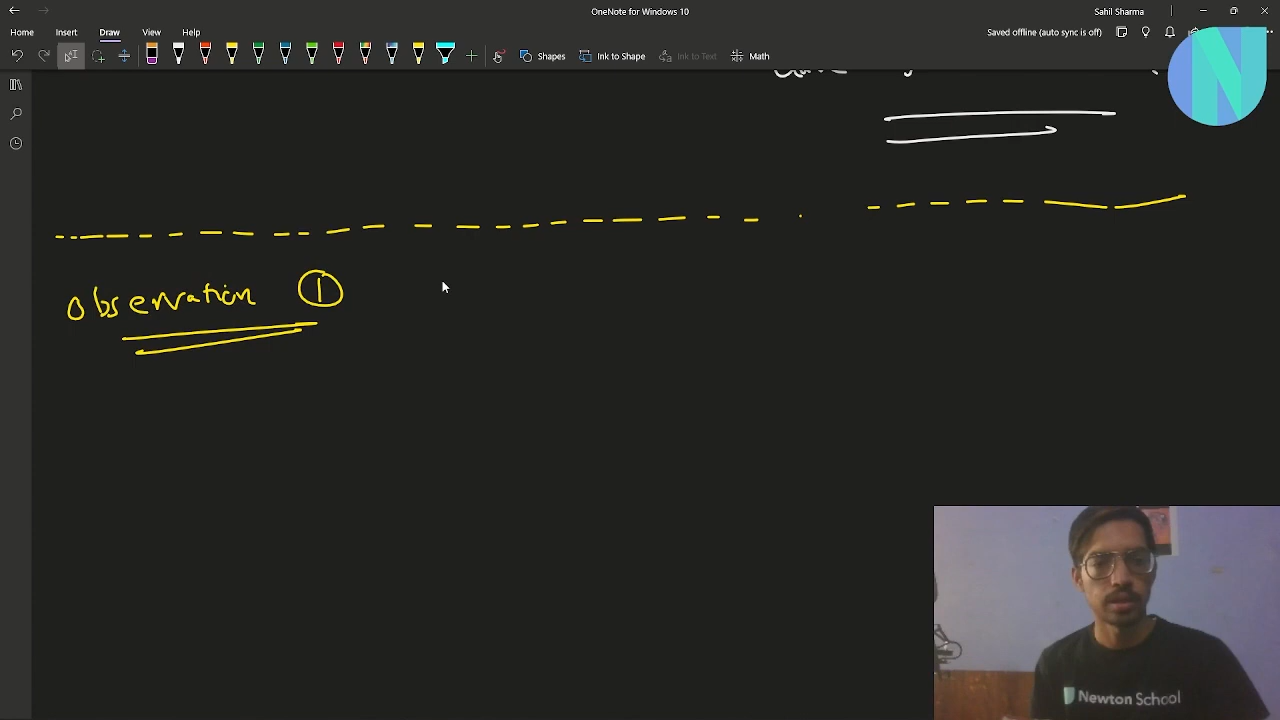 OneNote for Windows 10
Sahil Sharma
Home Insert Draw View Help
Saved offline (auto sync is off)
Shapes Ink to Shape Ink to Text Math
observation ①
Newton School